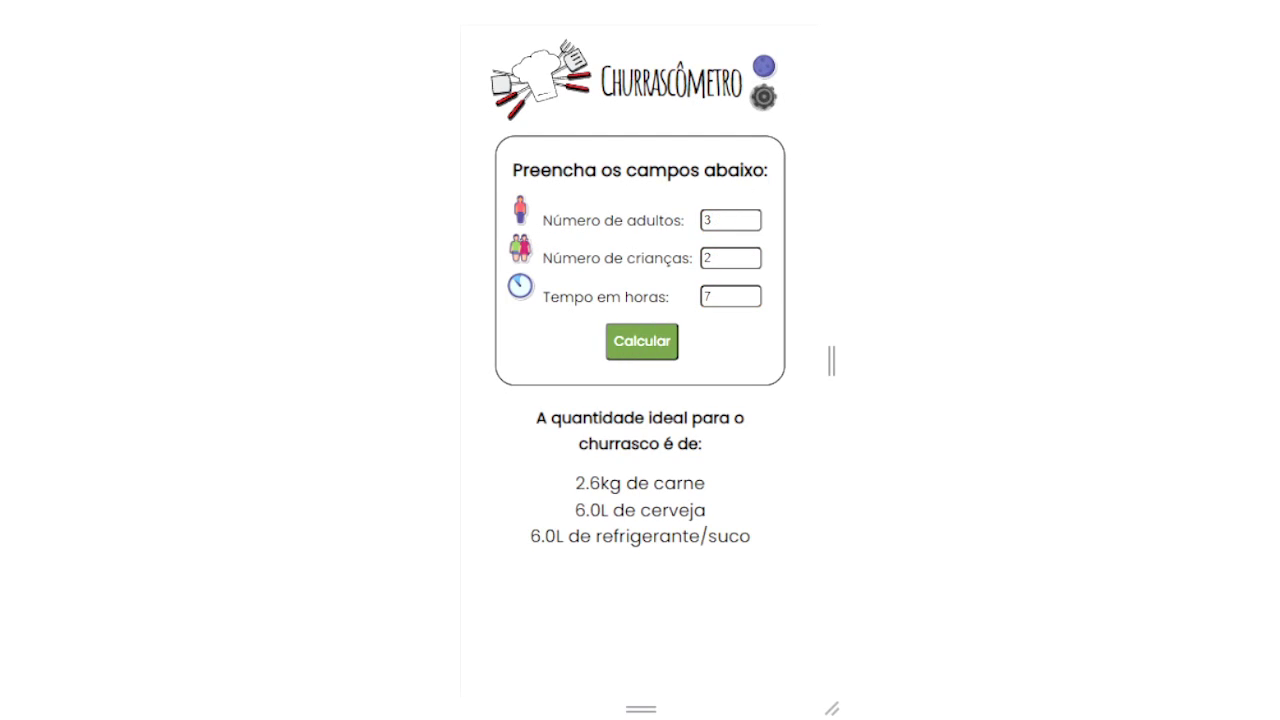 CHURRASCÔMETRO
Preencha os campos abaixo:
Número de adultos: 3
Número de crianças: 2
Tempo em horas: 7
Calcular
A quantidade ideal para o
churrasco é de:
2.6kg de carne
6.0L de cerveja
6.0L de refrigerante/suco